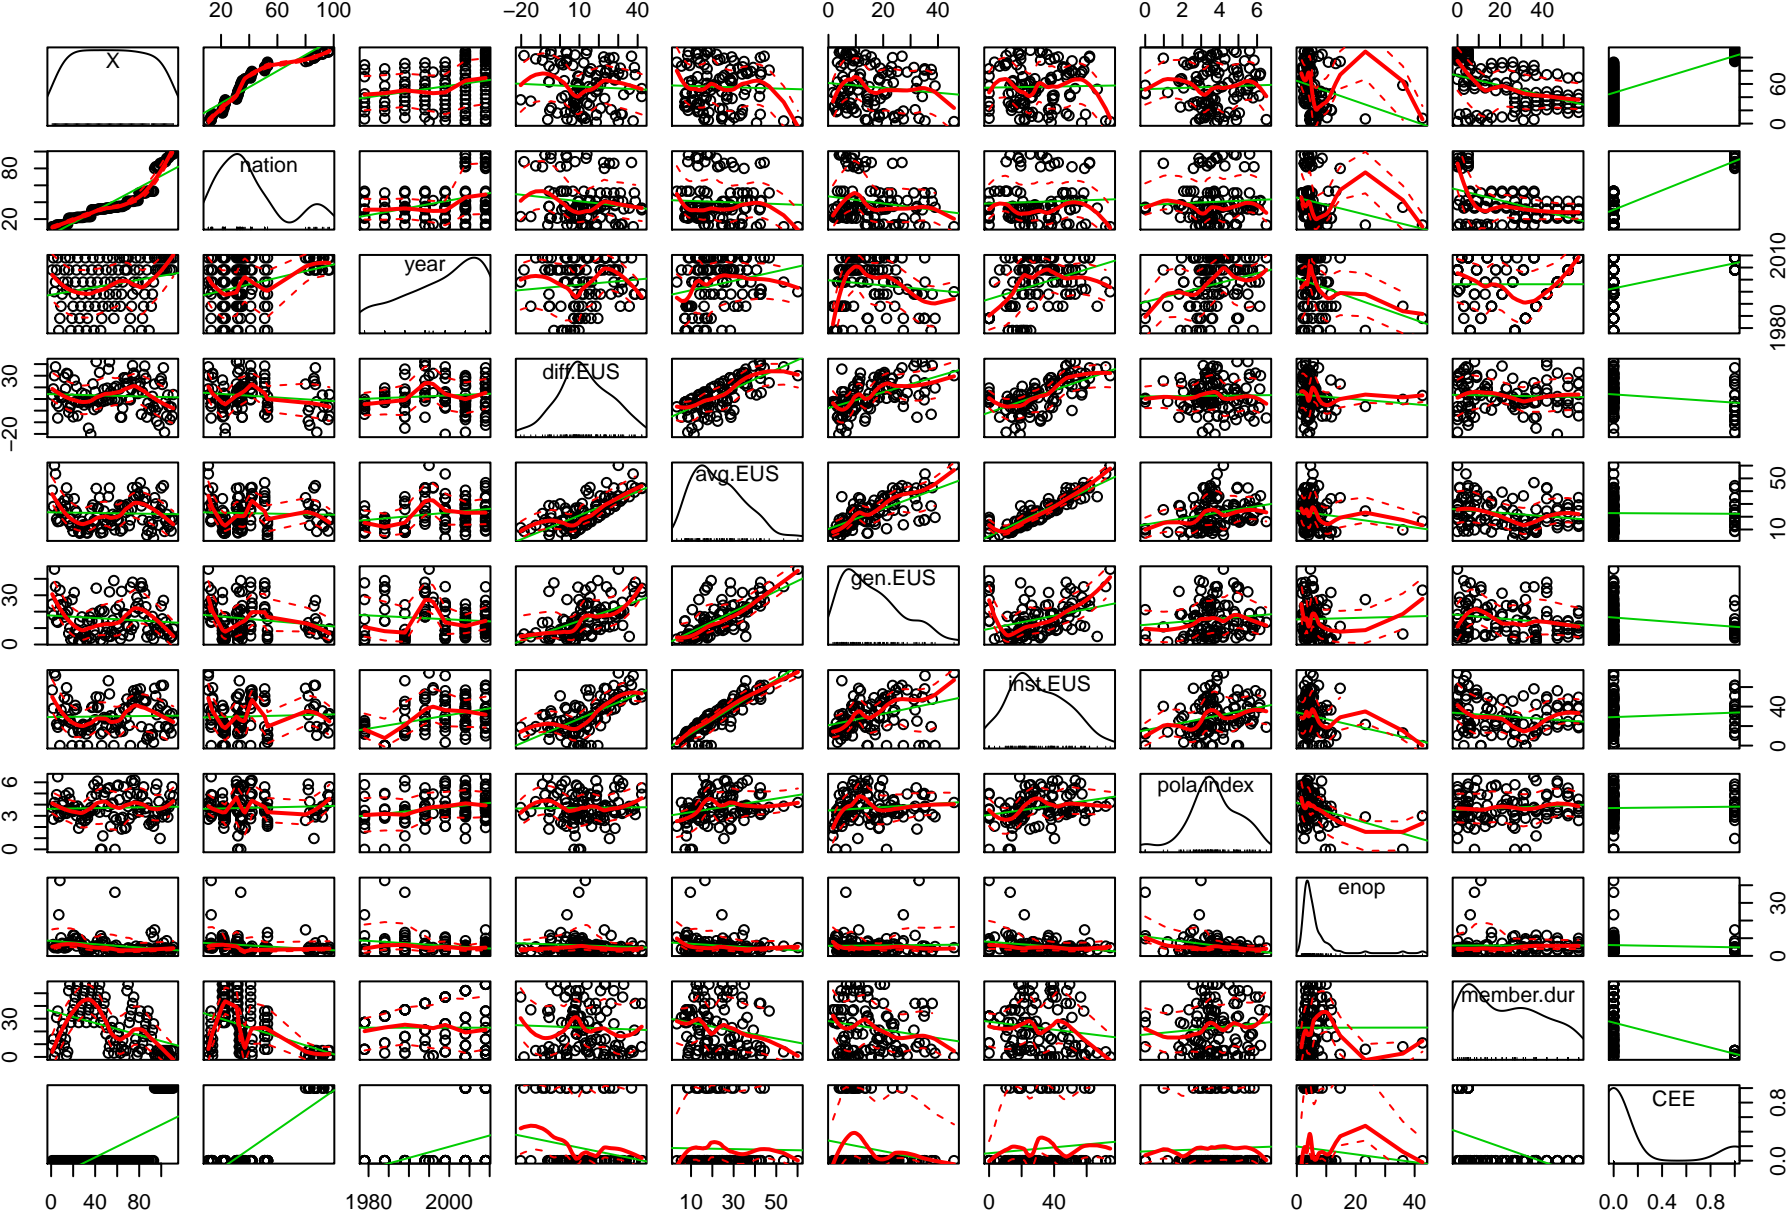 20 60 100 −20 10 40 0 20 40 0 2 4 6 0 20 40
X
0 60
nation
20 80
year
1980 2010
diff.EUS
−20 30
avg.EUS
10 50
gen.EUS
0 30
inst.EUS
0 40
pola.index
0 3 6
enop
0 30
member.dur
0 30
CEE
0.0 0.8
0 40 80 1980 2000 10 30 50 0 40 0 20 40 0.0 0.4 0.8